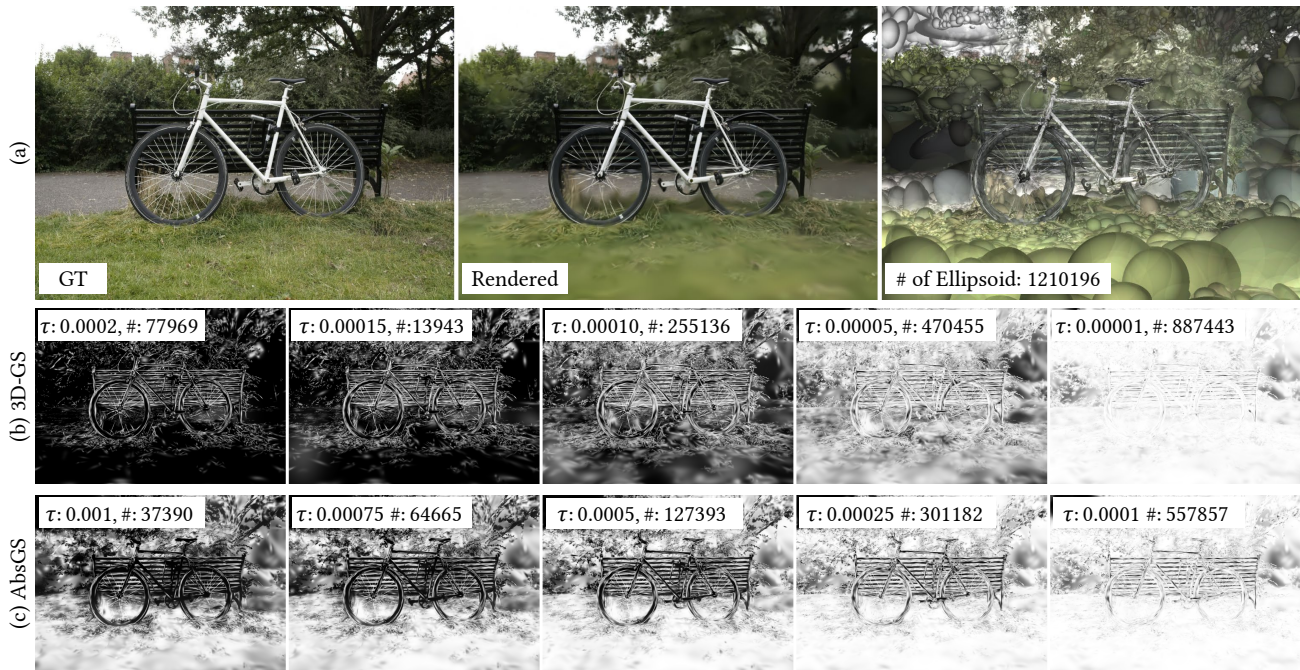 (a)
GT
Rendered
# of Ellipsoid: 1210196
(b) 3D-GS
τ: 0.0002, #: 77969
τ: 0.00015, #:13943
τ: 0.00010, #: 255136
τ: 0.00005, #: 470455
τ: 0.00001, #: 887443
(c) AbsGS
τ: 0.001, #: 37390
τ: 0.00075 #: 64665
τ: 0.0005, #: 127393
τ: 0.00025 #: 301182
τ: 0.0001 #: 557857